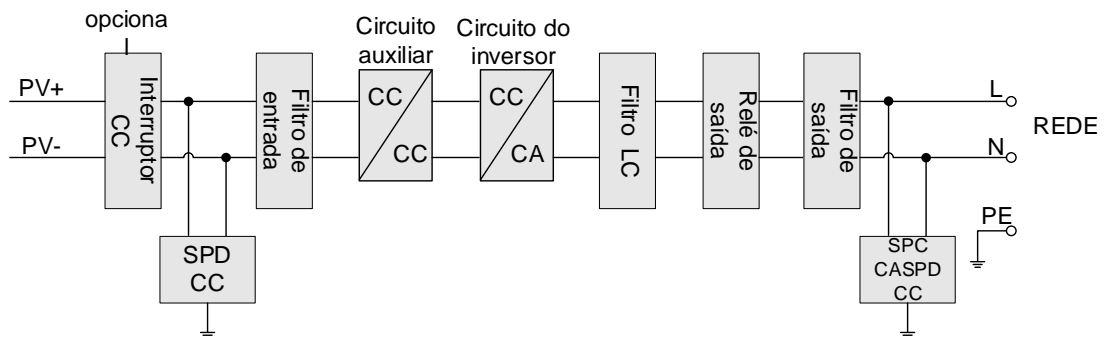 opciona
Circuito
auxiliar
Circuito do
inversor
PV+
PV-
Interruptor
CC
Filtro de
entrada
CC
CC
CC
CA
Filtro LC
Relé de
saída
Filtro de
saída
L
N
REDE
PE
SPD
CC
SPC
CASPD
CC